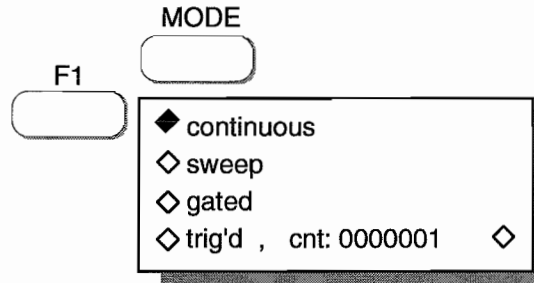 MODE
F1
◆ continuous
◇ sweep
◇ gated
◇ trig'd , cnt: 0000001 ◇